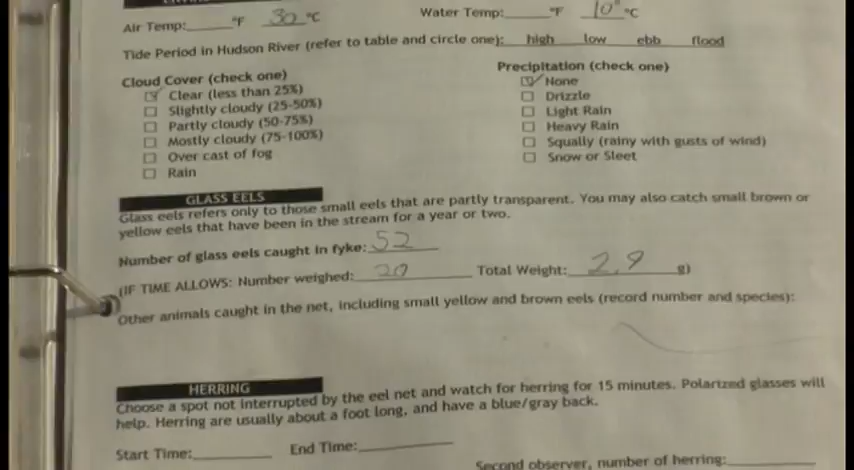 Air Temp:______°F 30 °C
Water Temp:______°F 10° °C
Tide Period in Hudson River (refer to table and circle one): high low ebb flood
Cloud Cover (check one)
☑ Clear (less than 25%)
☐ Slightly cloudy (25-50%)
☐ Partly cloudy (50-75%)
☐ Mostly cloudy (75-100%)
☐ Over cast of fog
☐ Rain
Precipitation (check one)
☑ None
☐ Drizzle
☐ Light Rain
☐ Heavy Rain
☐ Squally (rainy with gusts of wind)
☐ Snow or Sleet
GLASS EELS
Glass eels refers only to those small eels that are partly transparent. You may also catch small brown or
yellow eels that have been in the stream for a year or two.
Number of glass eels caught in fyke: 52
(IF TIME ALLOWS: Number weighed: 20 Total Weight: 2.9 g)
Other animals caught in the net, including small yellow and brown eels (record number and species):
HERRING
Choose a spot not interrupted by the eel net and watch for herring for 15 minutes. Polarized glasses will
help. Herring are usually about a foot long, and have a blue/gray back.
Start Time:__________ End Time:____________
Second observer, number of herring:__________